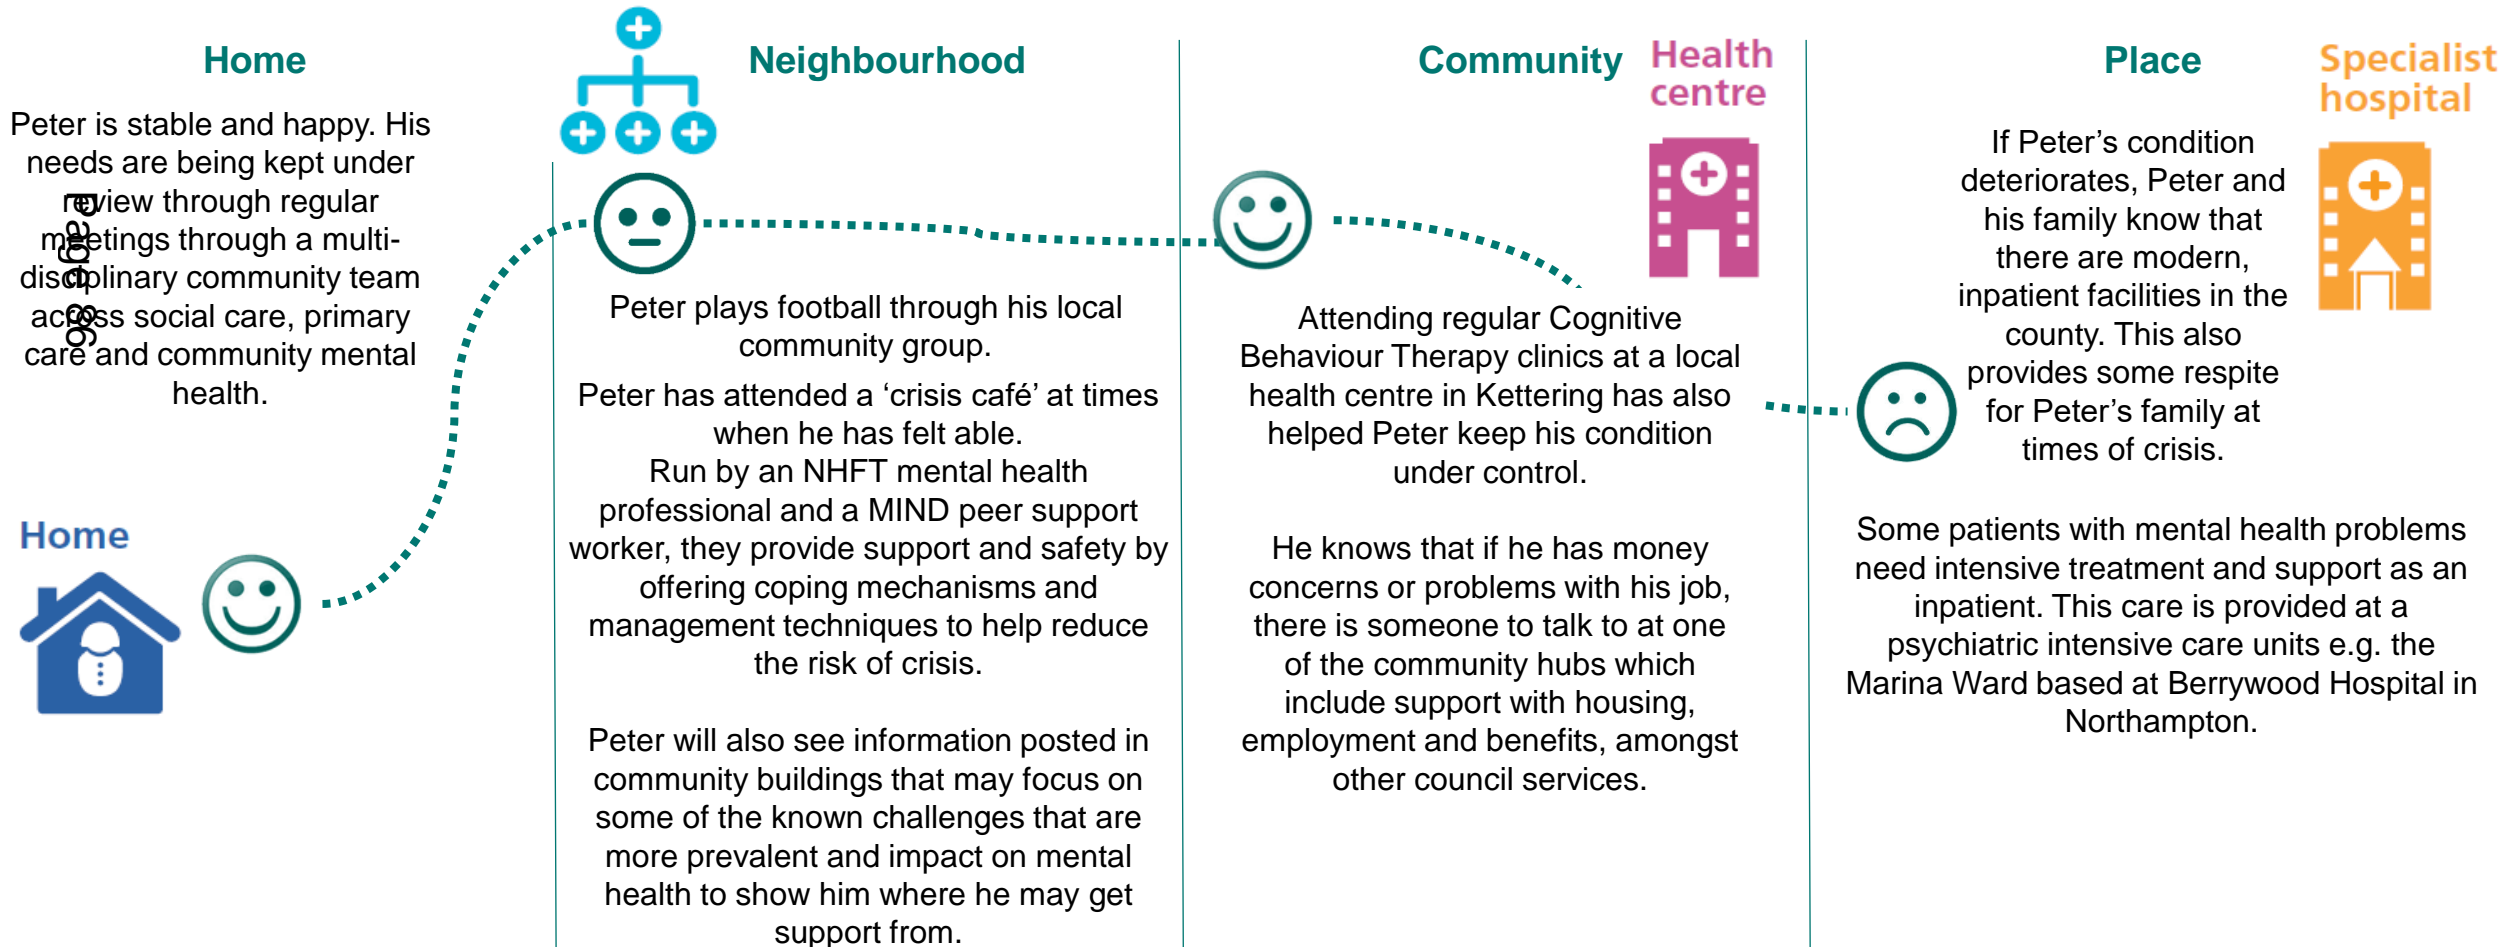 Home
Peter is stable and happy. His
needs are being kept under
review through regular
meetings through a multi-
disciplinary community team
across social care, primary
care and community mental
health.
Page 86
Home
Neighbourhood
Peter plays football through his local
community group.
Peter has attended a ‘crisis café’ at times
when he has felt able.
Run by an NHFT mental health
professional and a MIND peer support
worker, they provide support and safety by
offering coping mechanisms and
management techniques to help reduce
the risk of crisis.
Peter will also see information posted in
community buildings that may focus on
some of the known challenges that are
more prevalent and impact on mental
health to show him where he may get
support from.
Community
Health
centre
Attending regular Cognitive
Behaviour Therapy clinics at a local
health centre in Kettering has also
helped Peter keep his condition
under control.
He knows that if he has money
concerns or problems with his job,
there is someone to talk to at one
of the community hubs which
include support with housing,
employment and benefits, amongst
other council services.
Place
Specialist
hospital
If Peter’s condition
deteriorates, Peter and
his family know that
there are modern,
inpatient facilities in the
county. This also
provides some respite
for Peter’s family at
times of crisis.
Some patients with mental health problems
need intensive treatment and support as an
inpatient. This care is provided at a
psychiatric intensive care units e.g. the
Marina Ward based at Berrywood Hospital in
Northampton.